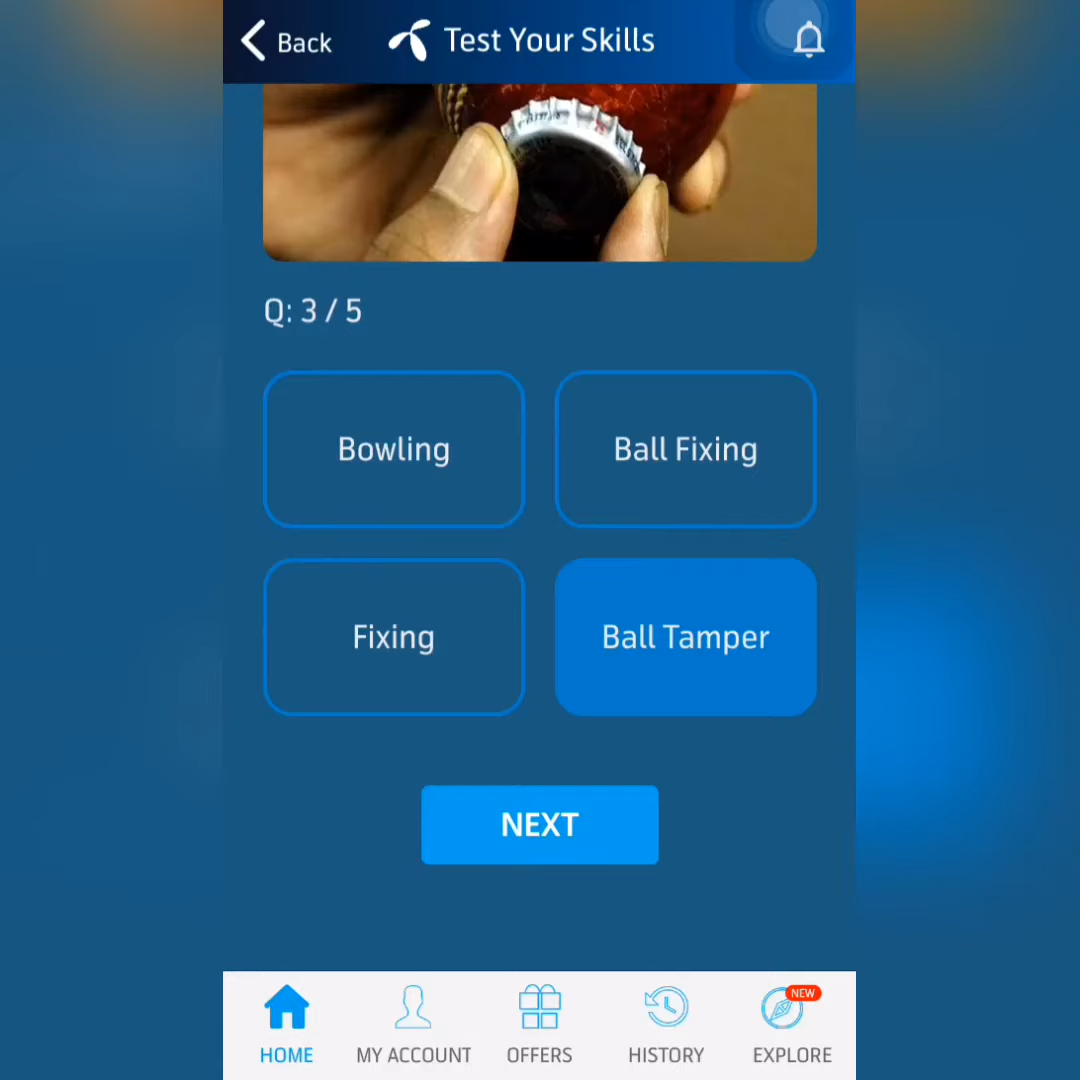 Back
Test Your Skills
Q: 3 / 5
Bowling
Ball Fixing
Fixing
Ball Tamper
NEXT
NEW
HOME
MY ACCOUNT
OFFERS
HISTORY
EXPLORE